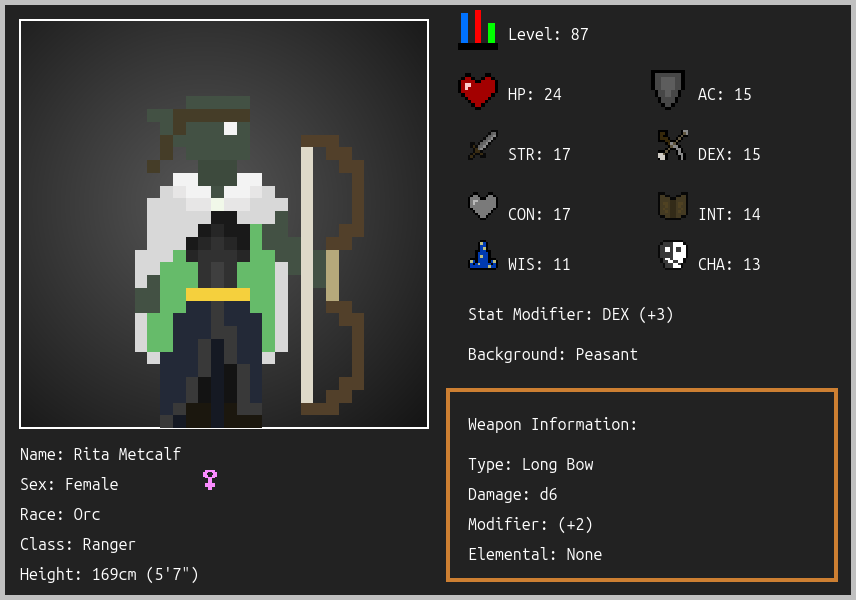 Level: 87
HP: 24
AC: 15
STR: 17
DEX: 15
CON: 17
INT: 14
WIS: 11
CHA: 13
Stat Modifier: DEX (+3)
Background: Peasant
Weapon Information:
Type: Long Bow
Damage: d6
Modifier: (+2)
Elemental: None
Name: Rita Metcalf
Sex: Female
Race: Orc
Class: Ranger
Height: 169cm (5'7")